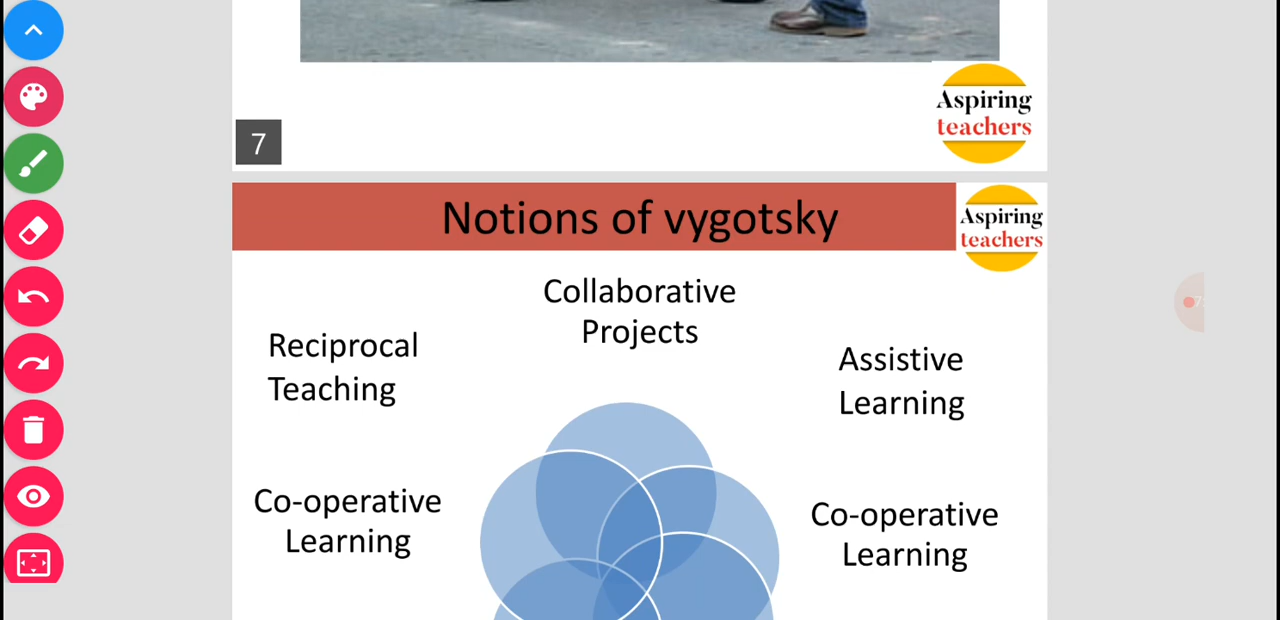 Aspiring
teachers
7
Notions of vygotsky
Aspiring
teachers
Collaborative
Projects
Reciprocal
Teaching
Assistive
Learning
Co-operative
Learning
Co-operative
Learning
7